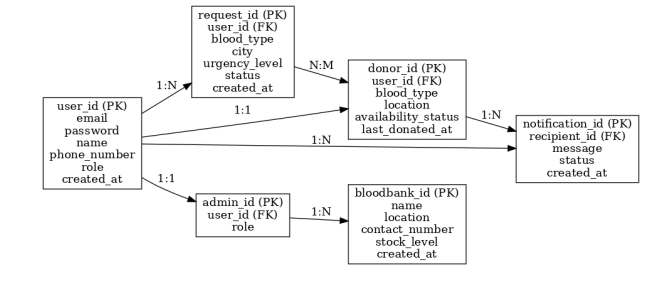 request_id (PK)
user_id (FK)
blood_type
city
urgency_level
status
created_at
N:M
donor_id (PK)
user_id (FK)
blood_type
location
availability_status
last_donated_at
1:N
1:1
1:N
user_id (PK)
email
password
name
phone_number
role
created_at
1:N
notification_id (PK)
recipient_id (FK)
message
status
created_at
1:1
admin_id (PK)
user_id (FK)
role
1:N
bloodbank_id (PK)
name
location
contact_number
stock_level
created_at